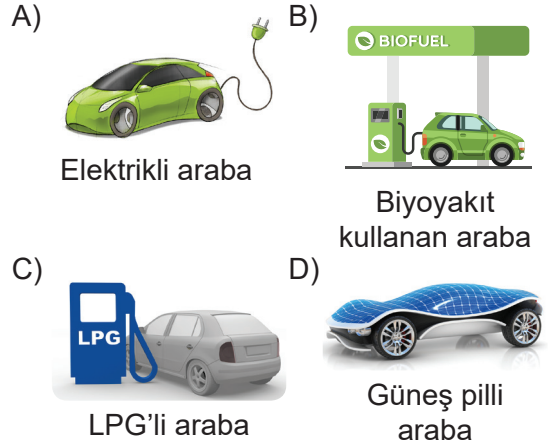 A)
Elektrikli araba
B)
BIOFUEL
Biyoyakıt
kullanan araba
C)
LPG
LPG'li araba
D)
Güneş pilli
araba